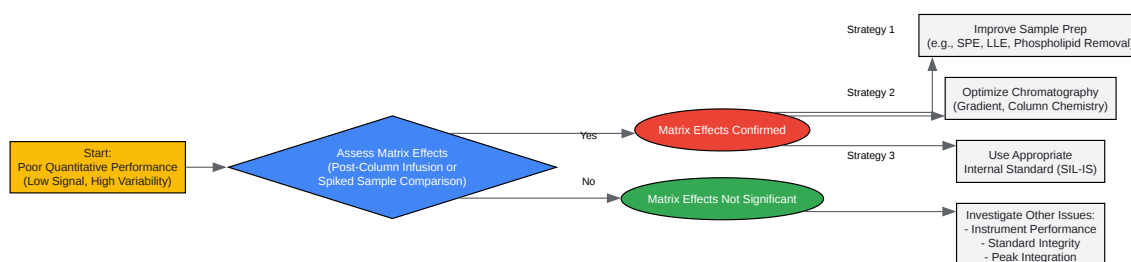 Start:
Poor Quantitative Performance
(Low Signal, High Variability)
Assess Matrix Effects
(Post-Column Infusion or
Spiked Sample Comparison)
Yes
No
Matrix Effects Confirmed
Matrix Effects Not Significant
Strategy 1
Improve Sample Prep
(e.g., SPE, LLE, Phospholipid Removal)
Strategy 2
Optimize Chromatography
(Gradient, Column Chemistry)
Strategy 3
Use Appropriate
Internal Standard (SIL-IS)
Investigate Other Issues:
- Instrument Performance
- Standard Integrity
- Peak Integration